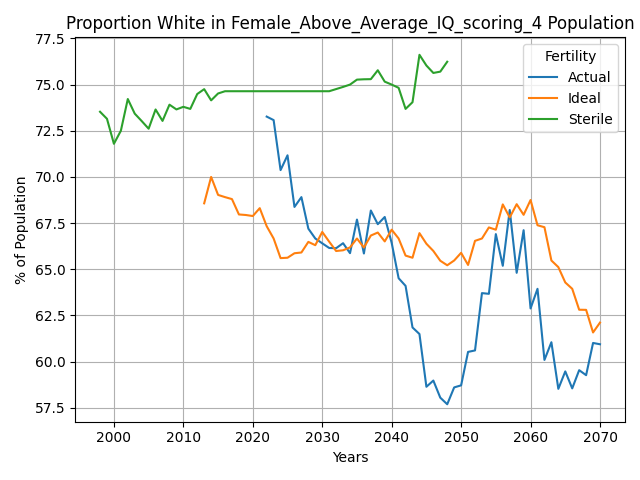 Proportion White in Female_Above_Average_IQ_scoring_4 Population
Fertility
Actual
Ideal
Sterile
% of Population
77.5
75.0
72.5
70.0
67.5
65.0
62.5
60.0
57.5
2000 2010 2020 2030 2040 2050 2060 2070
Years